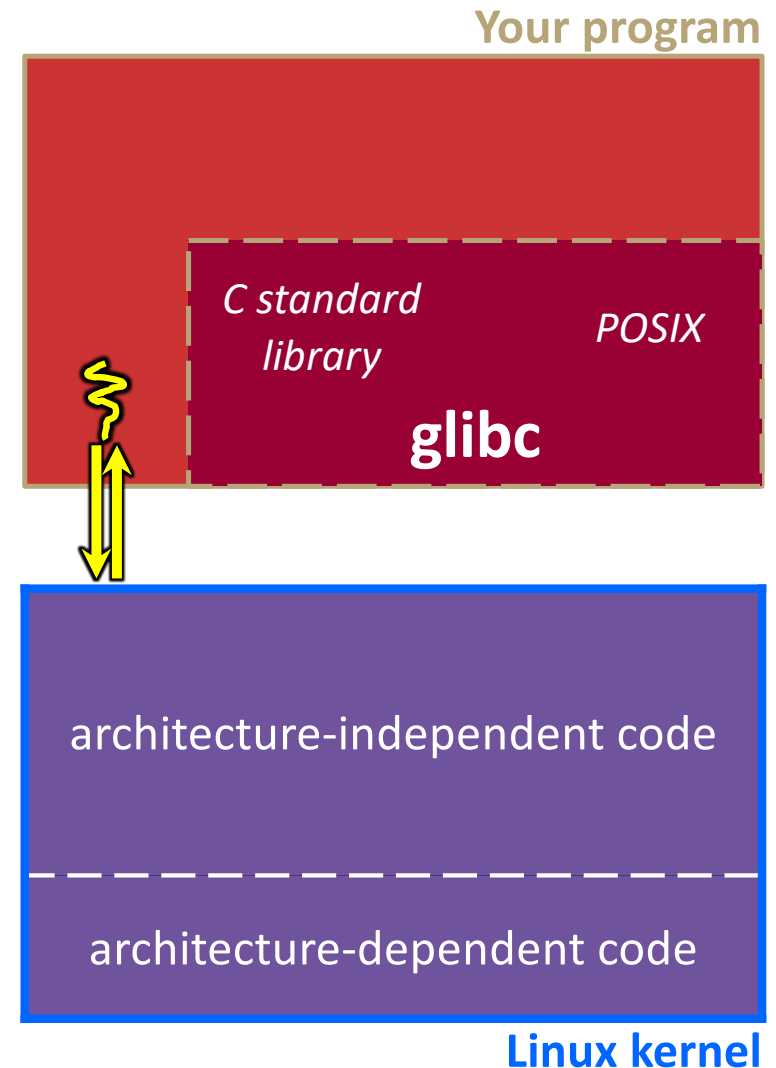 Your program
C standard
library
POSIX
glibc
architecture-independent code
architecture-dependent code
Linux kernel